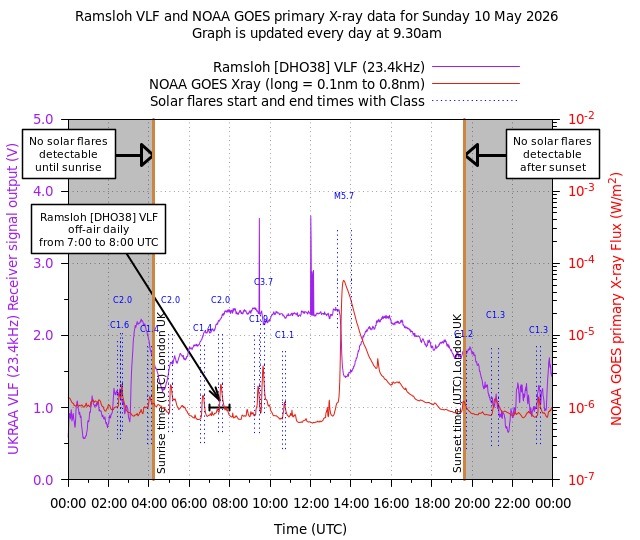 Ramsloh VLF and NOAA GOES primary X-ray data for Sunday 10 May 2026
Graph is updated every day at 9.30am
Ramsloh [DHO38] VLF (23.4kHz)
NOAA GOES Xray (long = 0.1nm to 0.8nm)
Solar flares start and end times with Class
5.0
4.0
3.0
2.0
1.0
0.0
UKRAA VLF (23.4kHz) Receiver signal output (V)
10-2
10-3
10-4
10-5
10-6
10-7
NOAA GOES primary X-ray Flux (W/m2)
No solar flares
detectable
until sunrise
No solar flares
detectable
after sunset
Ramsloh [DHO38] VLF
off-air daily
from 7:00 to 8:00 UTC
M5.7
C3.7
C2.0
C2.0
C2.0
C1.3
C1.6
C1.4
C1.1
C1.2
C1.3
Sunrise time (UTC) London UK
Sunset time (UTC) London UK
00:00 02:00 04:00 06:00 08:00 10:00 12:00 14:00 16:00 18:00 20:00 22:00 00:00
Time (UTC)